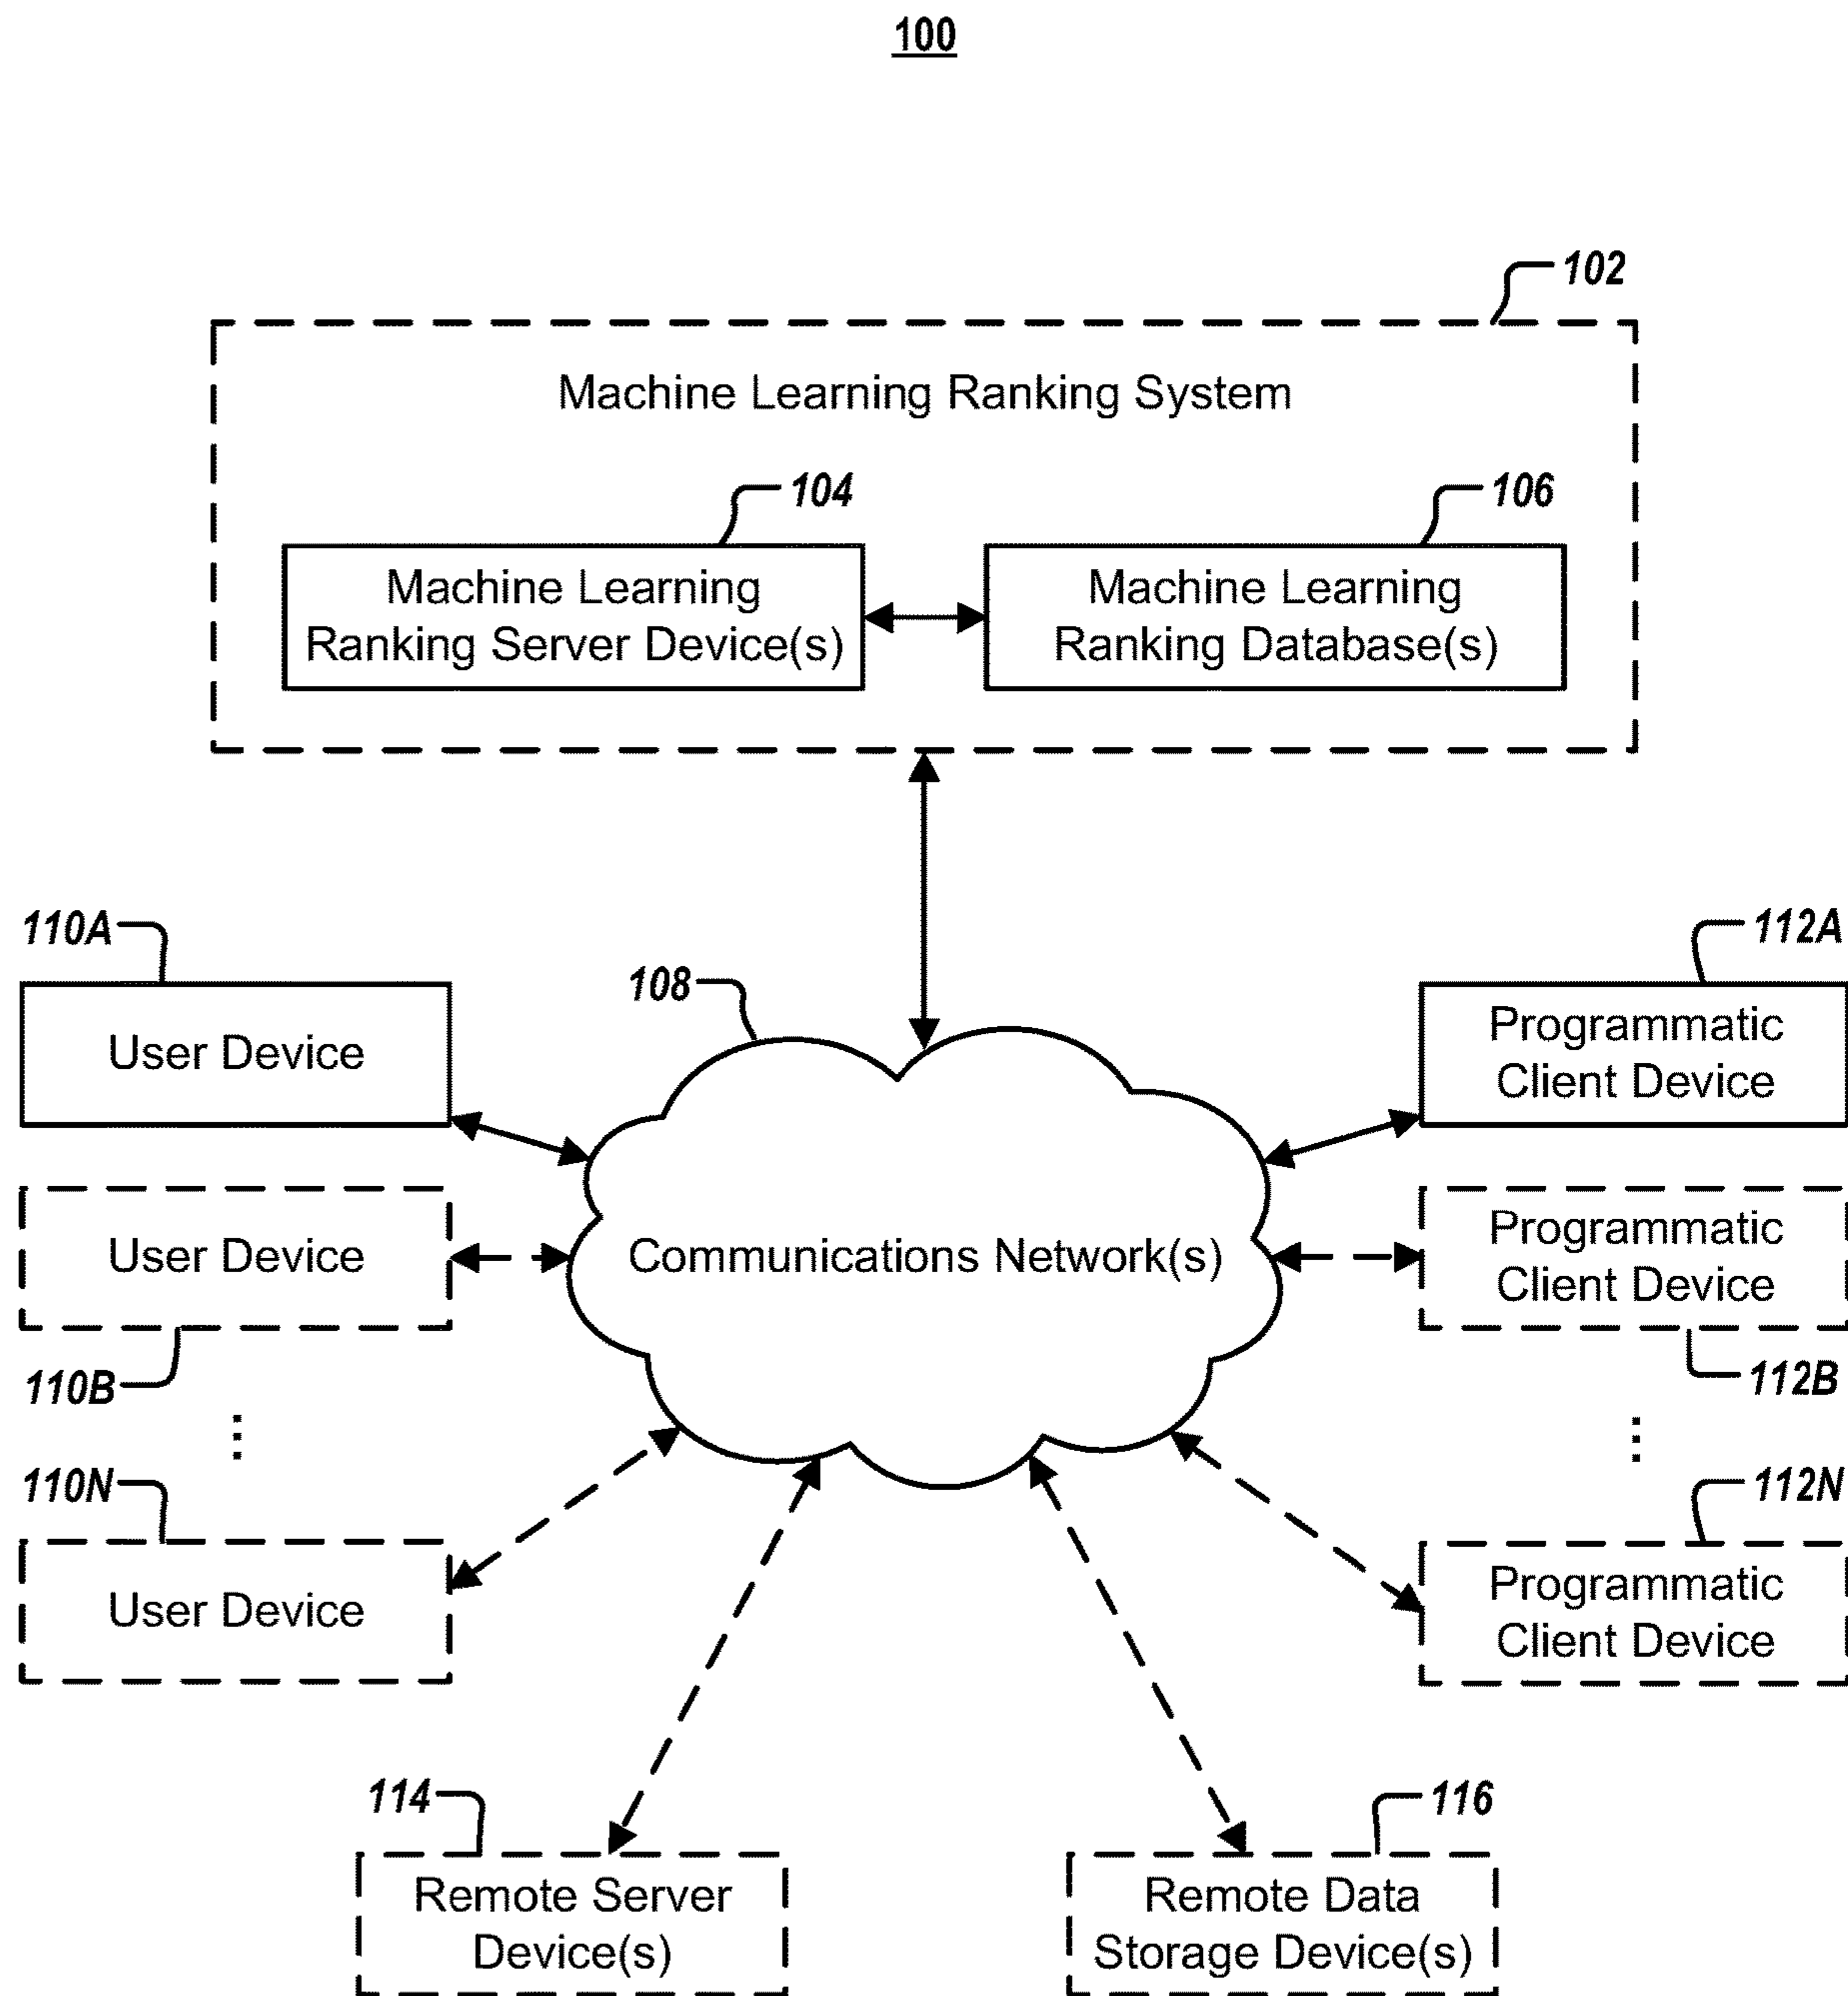 100
102
Machine Learning Ranking System
104
106
Machine Learning
Ranking Server Device(s)
Machine Learning
Ranking Database(s)
110A
108
112A
User Device
Programmatic
Client Device
User Device
Communications Network(s)
Programmatic
Client Device
110B
112B
⋮
⋮
110N
112N
User Device
Programmatic
Client Device
114
116
Remote Server
Device(s)
Remote Data
Storage Device(s)